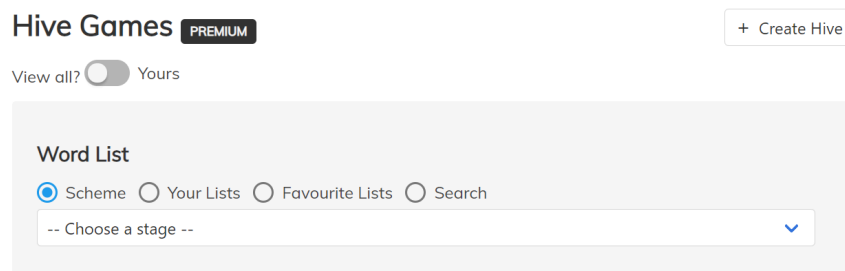 Hive Games PREMIUM
+ Create Hive
View all? Yours
Word List
Scheme Your Lists Favourite Lists Search
-- Choose a stage --